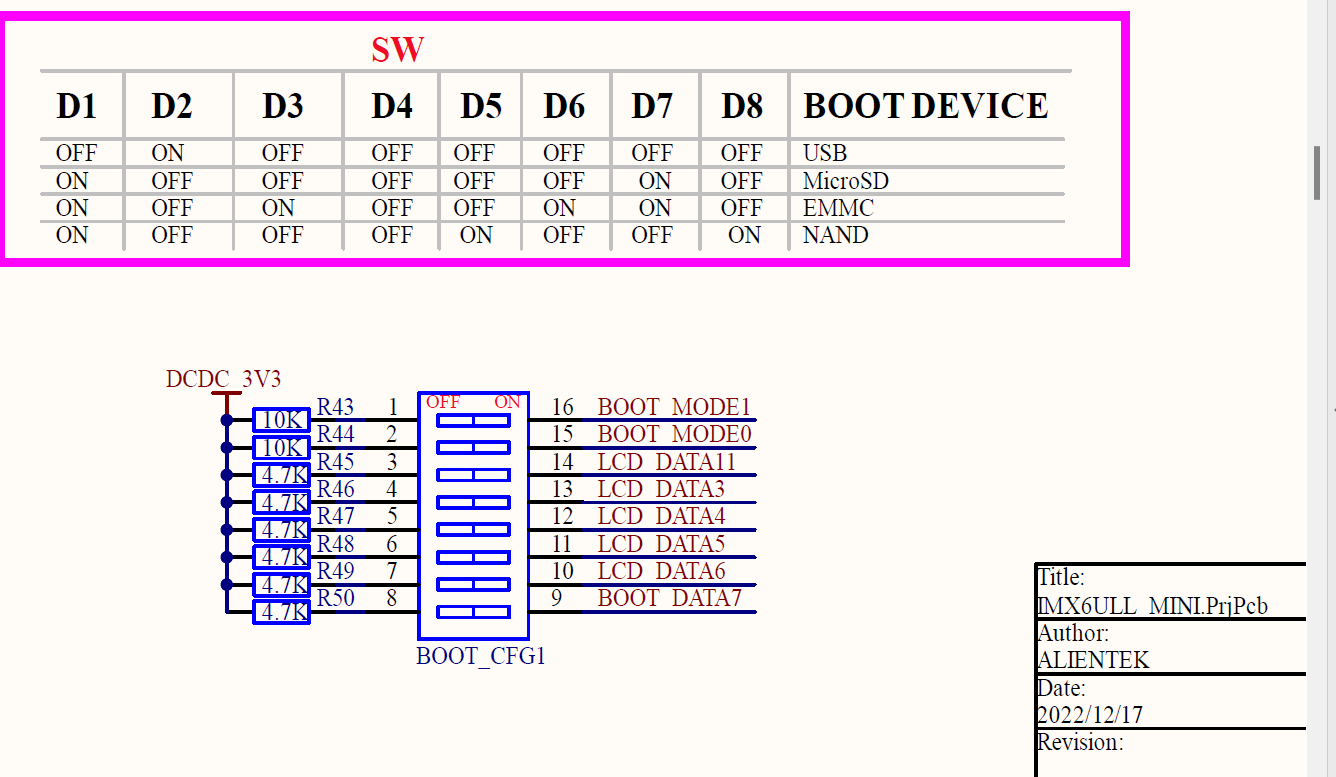 SW
D1 D2 D3 D4 D5 D6 D7 D8 BOOT DEVICE
OFF ON OFF OFF OFF OFF OFF OFF USB
ON OFF OFF OFF OFF OFF ON OFF MicroSD
ON OFF ON OFF OFF ON ON OFF EMMC
ON OFF OFF OFF ON OFF OFF ON NAND
DCDC_3V3
OFF ON
10K R43 1 16 BOOT_MODE1
10K R44 2 15 BOOT_MODE0
4.7K R45 3 14 LCD_DATA11
4.7K R46 4 13 LCD_DATA3
4.7K R47 5 12 LCD_DATA4
4.7K R48 6 11 LCD_DATA5
4.7K R49 7 10 LCD_DATA6
4.7K R50 8 9 BOOT_DATA7
BOOT_CFG1
Title:
IMX6ULL_MINI.PrjPcb
Author:
ALIENTEK
Date:
2022/12/17
Revision: